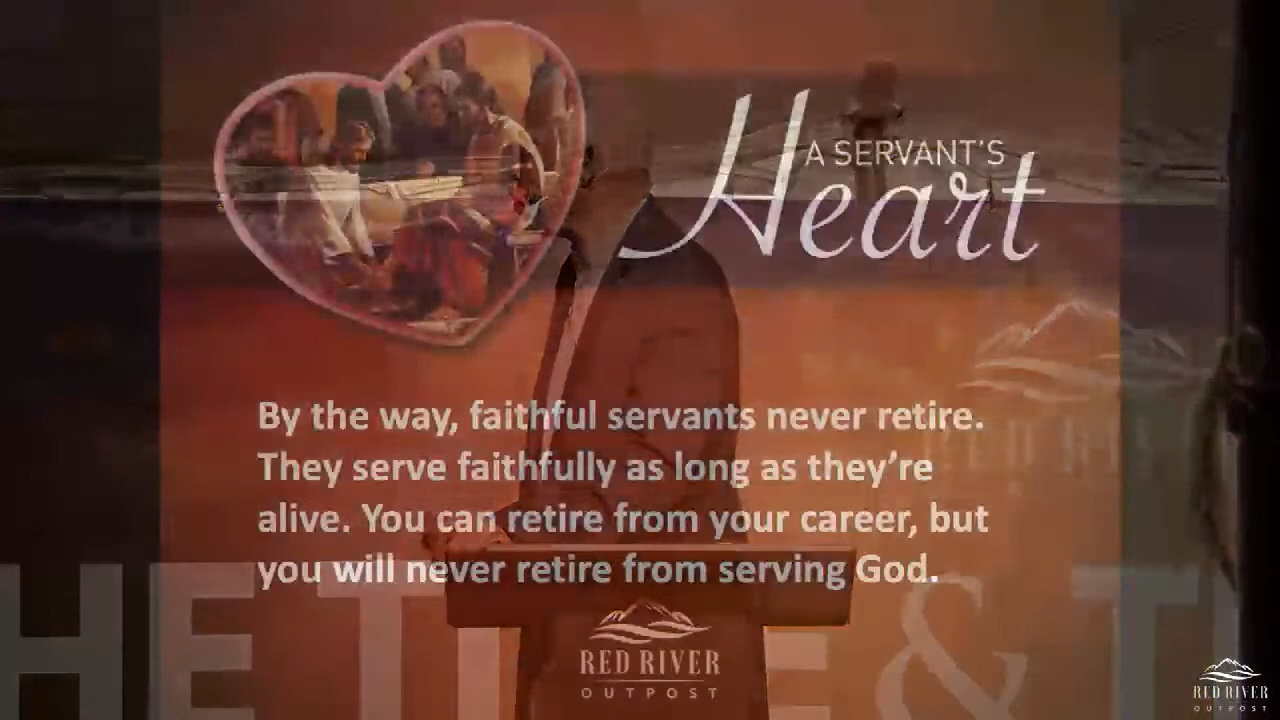 A SERVANT'S
Heart
By the way, faithful servants never retire.
They serve faithfully as long as they're
alive. You can retire from your career, but
you will never retire from serving God.
HE TI E & T
RED RIVER
OUTPOST
RED RIVER
OUTPOST